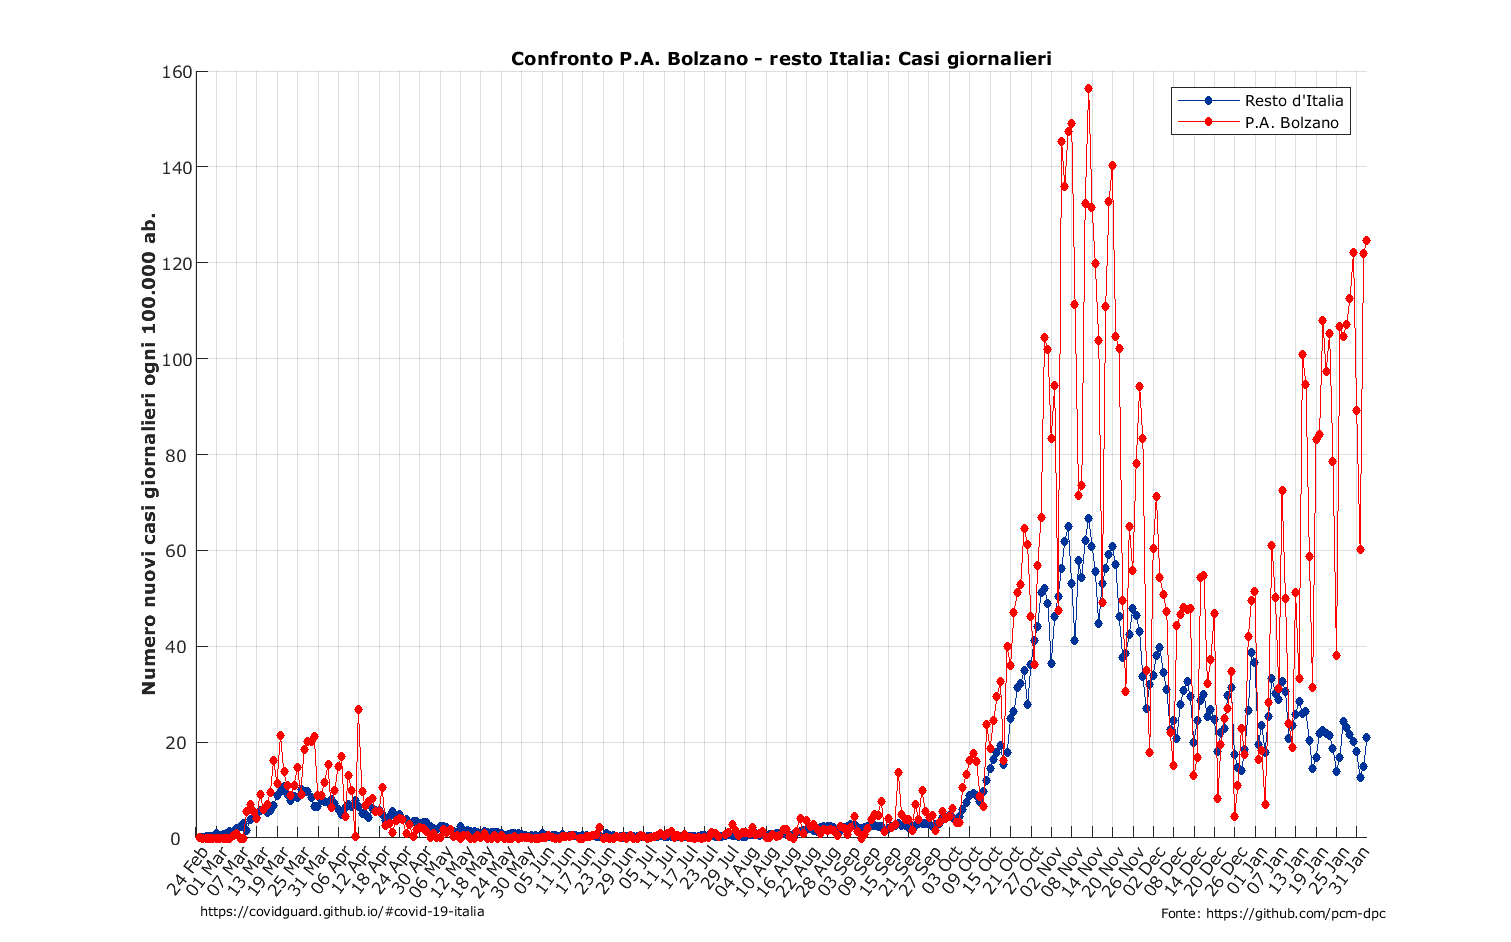 Confronto P.A. Bolzano - resto Italia: Casi giornalieri
Resto d'Italia
P.A. Bolzano
Numero nuovi casi giornalieri ogni 100.000 ab.
160
140
120
100
80
60
40
20
0
24 Feb
01 Mar
07 Mar
13 Mar
19 Mar
25 Mar
31 Mar
06 Apr
12 Apr
18 Apr
24 Apr
30 Apr
06 May
12 May
18 May
24 May
30 May
05 Jun
11 Jun
17 Jun
23 Jun
29 Jun
05 Jul
11 Jul
17 Jul
23 Jul
29 Jul
04 Aug
10 Aug
16 Aug
22 Aug
28 Aug
03 Sep
09 Sep
15 Sep
21 Sep
27 Sep
03 Oct
09 Oct
15 Oct
21 Oct
27 Oct
02 Nov
08 Nov
14 Nov
20 Nov
26 Nov
02 Dec
08 Dec
14 Dec
20 Dec
26 Dec
01 Jan
07 Jan
13 Jan
19 Jan
25 Jan
31 Jan
https://covidguard.github.io/#covid-19-italia
Fonte: https://github.com/pcm-dpc